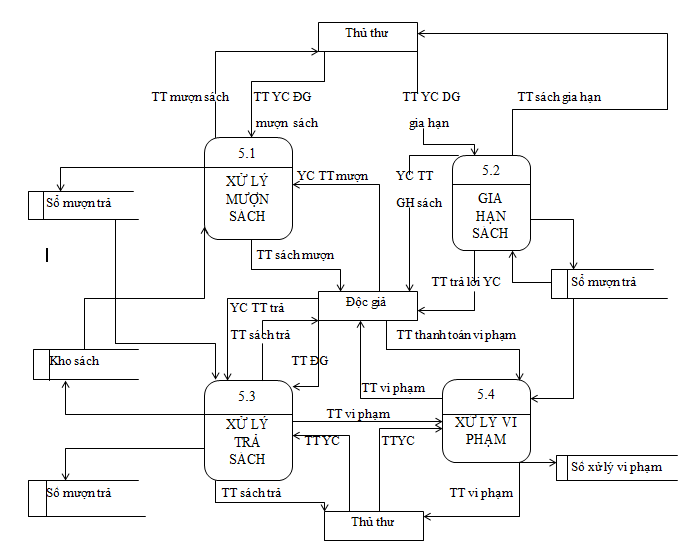 Thủ thư
TT mượn sách
TT YC ĐG
mượn sách
TT YC DG
gia hạn
TT sách gia hạn
5.1
XỬ LÝ
MƯỢN
SÁCH
YC TT mượn
YC TT
GH sách
5.2
GIA
HẠN
SÁCH
Sổ mượn trả
TT sách mượn
TT trả lời YC
Sổ mượn trả
YC TT trả
Độc giả
TT sách trả
TT thanh toán vi phạm
Kho sách
TT ĐG
TT vi phạm
5.3
XỬ LÝ
TRẢ
SÁCH
5.4
XƯ LY VI
PHẠM
TT vi phạm
TT YC
TTYC
Sổ mượn trả
Sổ xử lý vi phạm
TT sách trả
TT vi phạm
Thủ thư